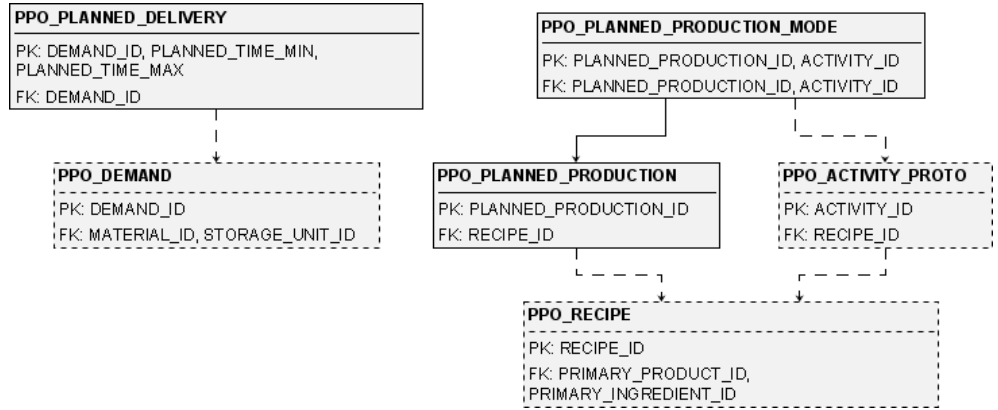 PPO_PLANNED_DELIVERY
PK: DEMAND_ID, PLANNED_TIME_MIN,
PLANNED_TIME_MAX
FK: DEMAND_ID
PPO_PLANNED_PRODUCTION_MODE
PK: PLANNED_PRODUCTION_ID, ACTIVITY_ID
FK: PLANNED_PRODUCTION_ID, ACTIVITY_ID
PPO_DEMAND
PK: DEMAND_ID
FK: MATERIAL_ID, STORAGE_UNIT_ID
PPO_PLANNED_PRODUCTION
PK: PLANNED_PRODUCTION_ID
FK: RECIPE_ID
PPO_ACTIVITY_PROTO
PK: ACTIVITY_ID
FK: RECIPE_ID
PPO_RECIPE
PK: RECIPE_ID
FK: PRIMARY_PRODUCT_ID,
PRIMARY_INGREDIENT_ID